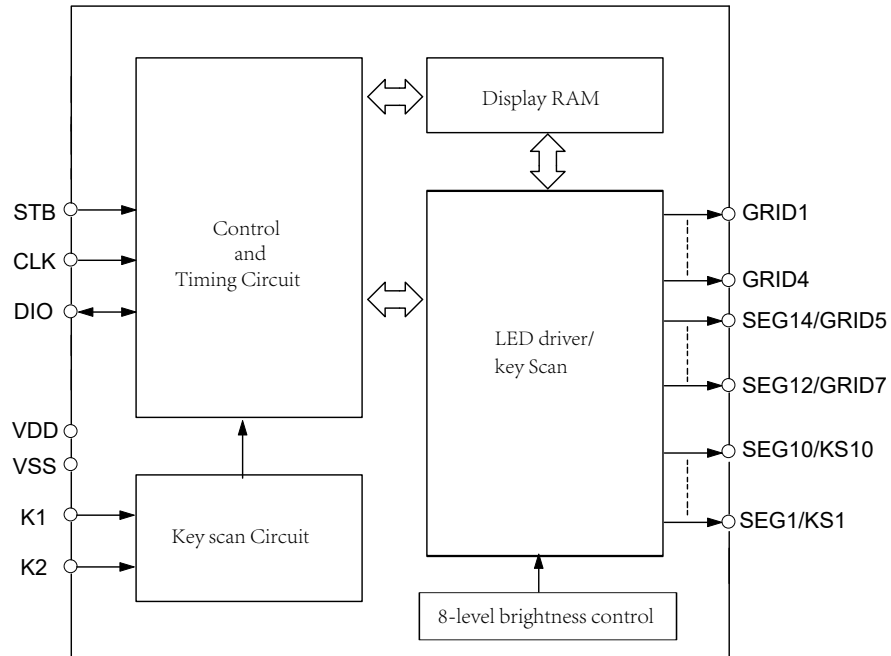 Display RAM
STB
CLK
DIO
Control
and
Timing Circuit
GRID1
GRID4
SEG14/GRID5
LED driver/
key Scan
SEG12/GRID7
VDD
VSS
SEG10/KS10
K1
Key scan Circuit
SEG1/KS1
K2
8-level brightness control